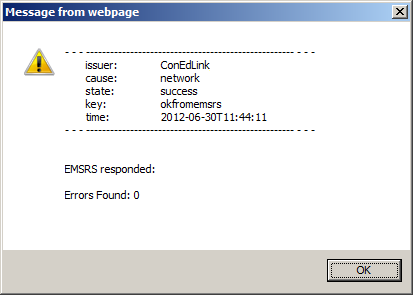 Message from webpage
- - - ---------------------------------------------------------- - - -
issuer: ConEdLink
cause: network
state: success
key: okfromemsrs
time: 2012-06-30T11:44:11
- - - ---------------------------------------------------------- - - -
EMSRS responded:
Errors Found: 0
OK